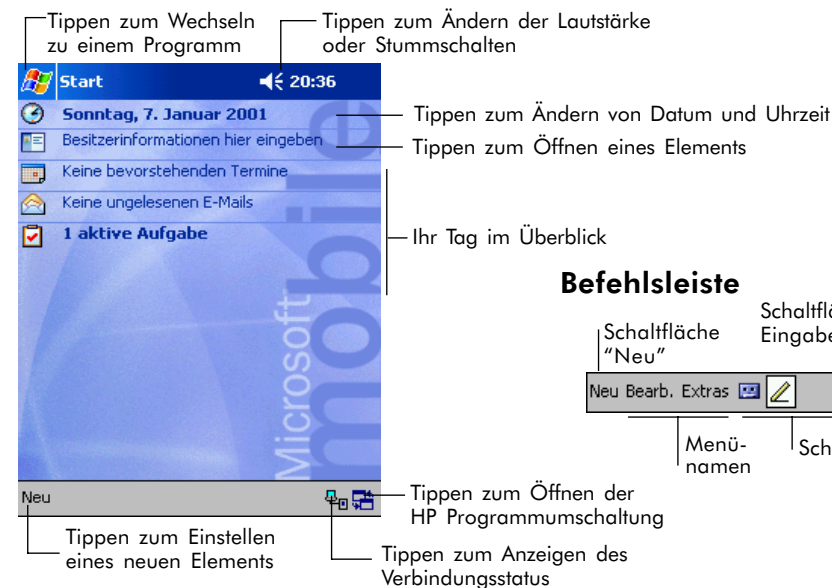 Tippen zum Wechseln
zu einem Programm
Tippen zum Ändern der Lautstärke
oder Stummschalten
Start
20:36
Sonntag, 7. Januar 2001
Tippen zum Ändern von Datum und Uhrzeit
Besitzerinformationen hier eingeben
Tippen zum Öffnen eines Elements
Keine bevorstehenden Termine
Keine ungelesenen E-Mails
1 aktive Aufgabe
Ihr Tag im Überblick
Microsoft
mobile
Neu
Tippen zum Einstellen
eines neuen Elements
Tippen zum Öffnen der
HP Programmumschaltung
Tippen zum Anzeigen des
Verbindungsstatus
Befehlsleiste
Schaltfläche
"Neu"
Neu Bearb. Extras
Menü-
namen